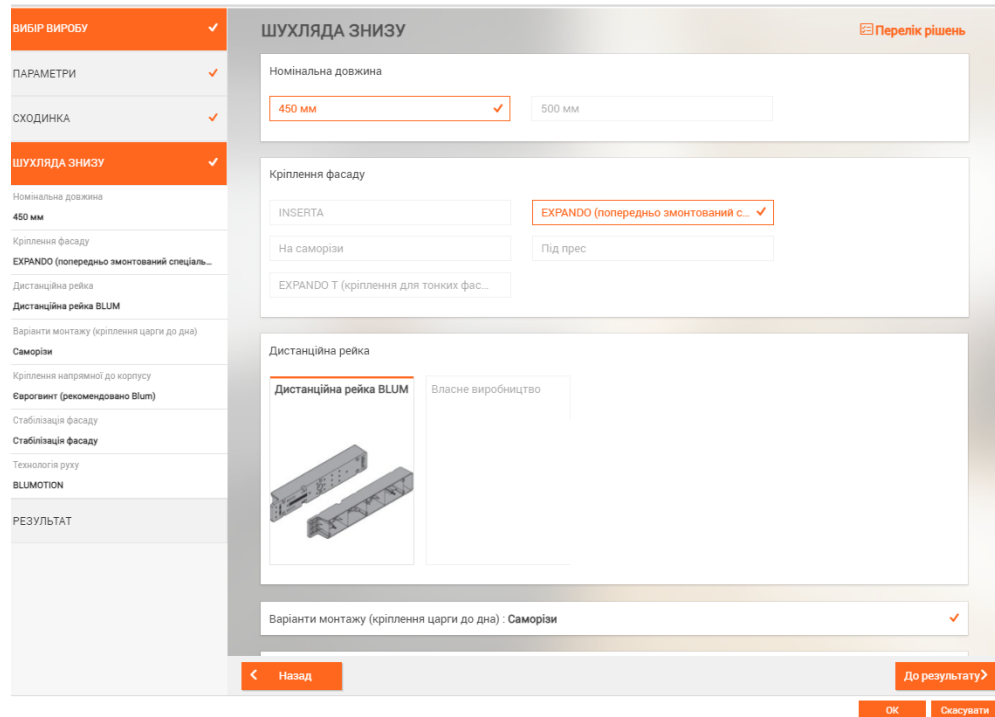 ВИБІР ВИРОБУ
ПАРАМЕТРИ
СХОДИНКА
ШУХЛЯДА ЗНИЗУ
Номінальна довжина
450 мм
Кріплення фасаду
EXPANDO (попередньо змонтований спеціаль...
Дистанційна рейка
Дистанційна рейка BLUM
Варіанти монтажу (кріплення царги до дна)
Саморізи
Кріплення напрямної до корпусу
Єврогвинт (рекомендовано Blum)
Стабілізація фасаду
Стабілізація фасаду
Технологія руху
BLUMOTION
РЕЗУЛЬТАТ
ШУХЛЯДА ЗНИЗУ
Перелік рішень
Номінальна довжина
450 мм
500 мм
Кріплення фасаду
INSERTA
EXPANDO (попередньо змонтований с...
На саморізи
Під прес
EXPANDO T (кріплення для тонких фас...
Дистанційна рейка
Дистанційна рейка BLUM
Власне виробництво
Варіанти монтажу (кріплення царги до дна) : Саморізи
Назад
До результату
ОК
Скасувати